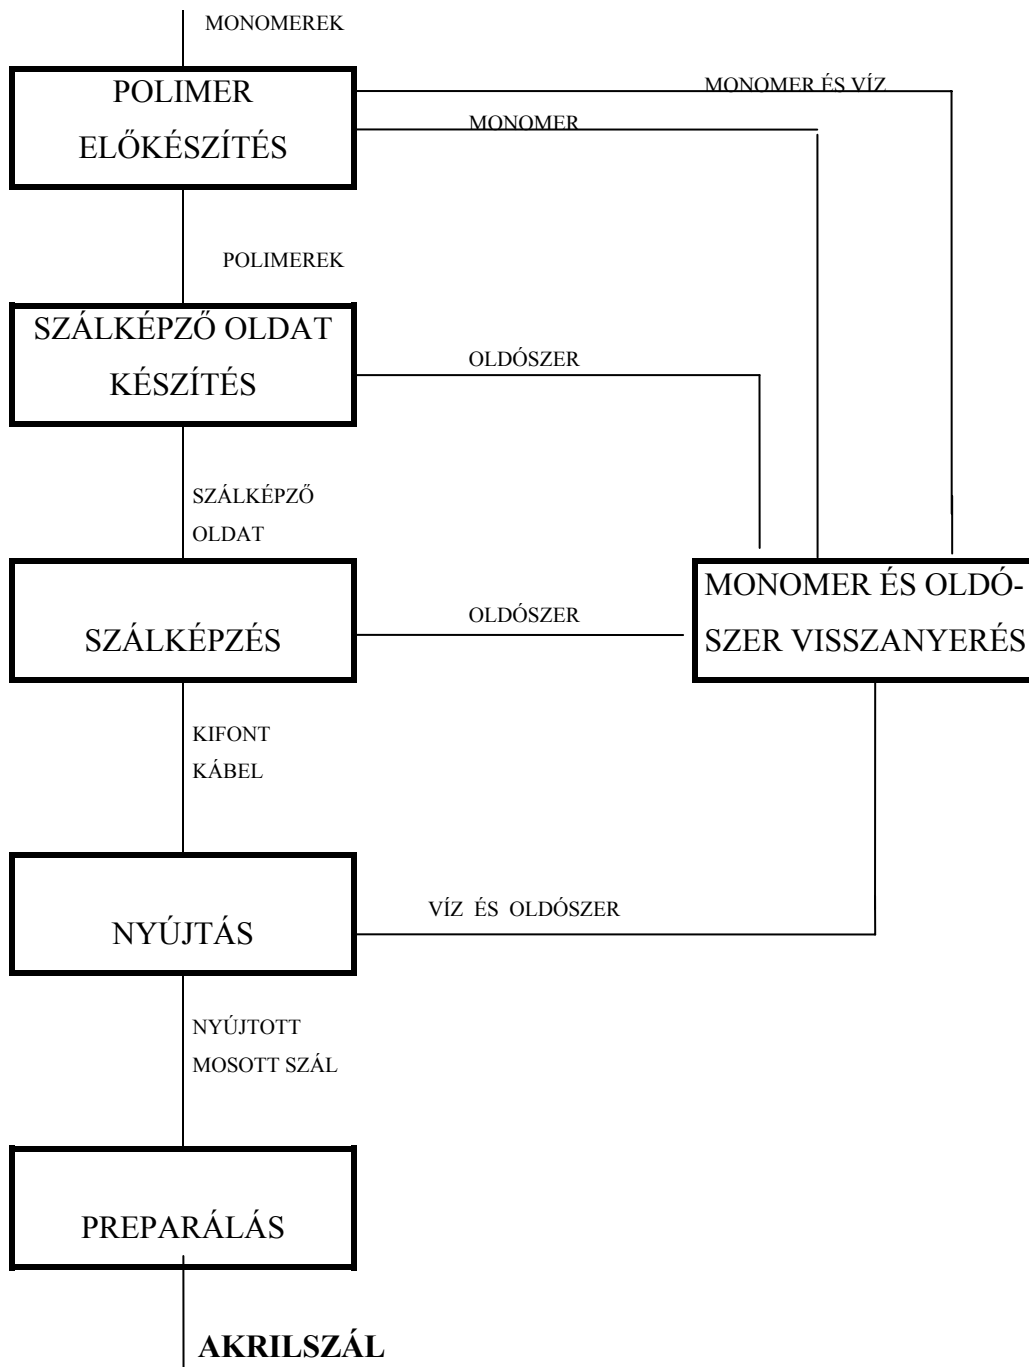 MONOMEREK
POLIMER
ELŐKÉSZÍTÉS
MONOMER ÉS VÍZ
MONOMER
POLIMEREK
SZÁLKÉPZŐ OLDAT
KÉSZÍTÉS
OLDÓSZER
SZÁLKÉPZŐ
OLDAT
SZÁLKÉPZÉS
OLDÓSZER
MONOMER ÉS OLDÓ-
SZER VISSZANYERÉS
KIFONT
KÁBEL
NYÚJTÁS
VÍZ ÉS OLDÓSZER
NYÚJTOTT
MOSOTT SZÁL
PREPARÁLÁS
AKRILSZÁL